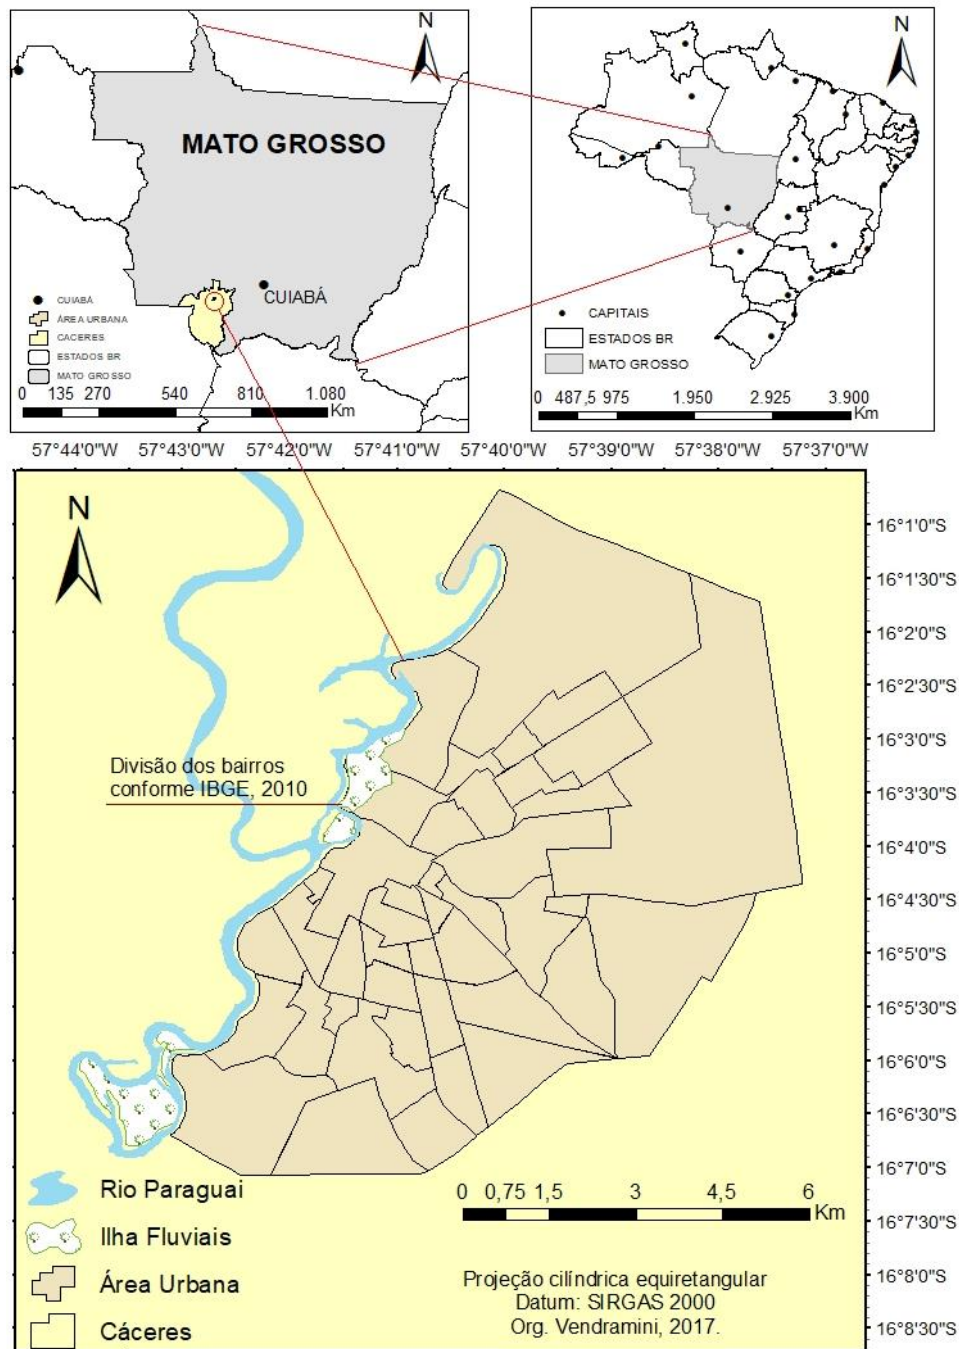 N
MATO GROSSO
CUIABÁ
CUIABÁ
ÁREA URBANA
CACERES
ESTADOS BR
MATO GROSSO
0 135 270 540 810 1.080
Km
N
CAPITAIS
ESTADOS BR
MATO GROSSO
0 487,5 975 1.950 2.925 3.900
Km
57°44'0"W 57°43'0"W 57°42'0"W 57°41'0"W 57°40'0"W 57°39'0"W 57°38'0"W 57°37'0"W
N
16°1'0"S
16°1'30"S
16°2'0"S
16°2'30"S
16°3'0"S
16°3'30"S
16°4'0"S
16°4'30"S
16°5'0"S
16°5'30"S
16°6'0"S
16°6'30"S
16°7'0"S
16°7'30"S
16°8'0"S
16°8'30"S
Divisão dos bairros
conforme IBGE, 2010
Rio Paraguai
Ilha Fluviais
Área Urbana
Cáceres
0 0,75 1,5 3 4,5 6
Km
Projeção cilíndrica equiretangular
Datum: SIRGAS 2000
Org. Vendramini, 2017.